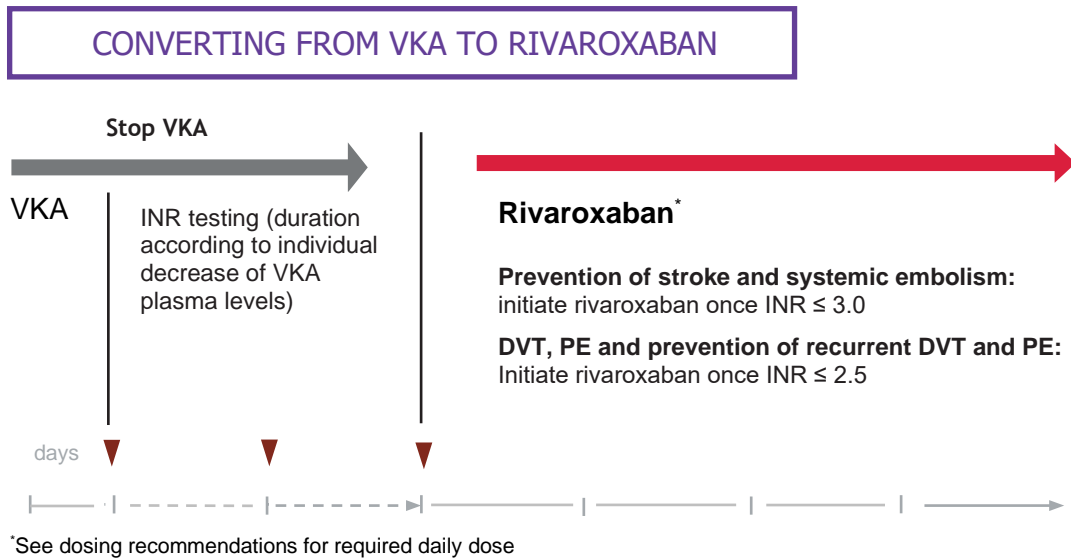 CONVERTING FROM VKA TO RIVAROXABAN
Stop VKA
VKA
INR testing (duration
according to individual
decrease of VKA
plasma levels)
Rivaroxaban*
Prevention of stroke and systemic embolism:
initiate rivaroxaban once INR ≤ 3.0
DVT, PE and prevention of recurrent DVT and PE:
Initiate rivaroxaban once INR ≤ 2.5
days
*See dosing recommendations for required daily dose